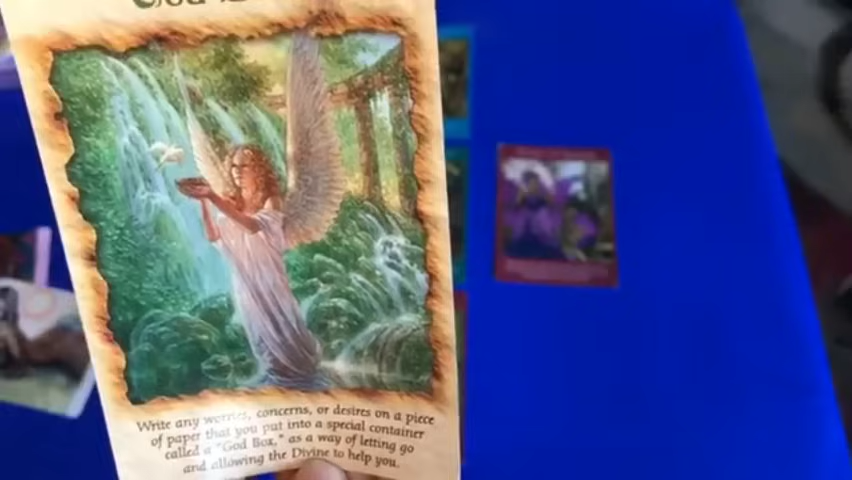 God
Write any worries, concerns, or desires on a piece
of paper that you put into a special container
called a "God Box," as a way of letting go
and allowing the Divine to help you.